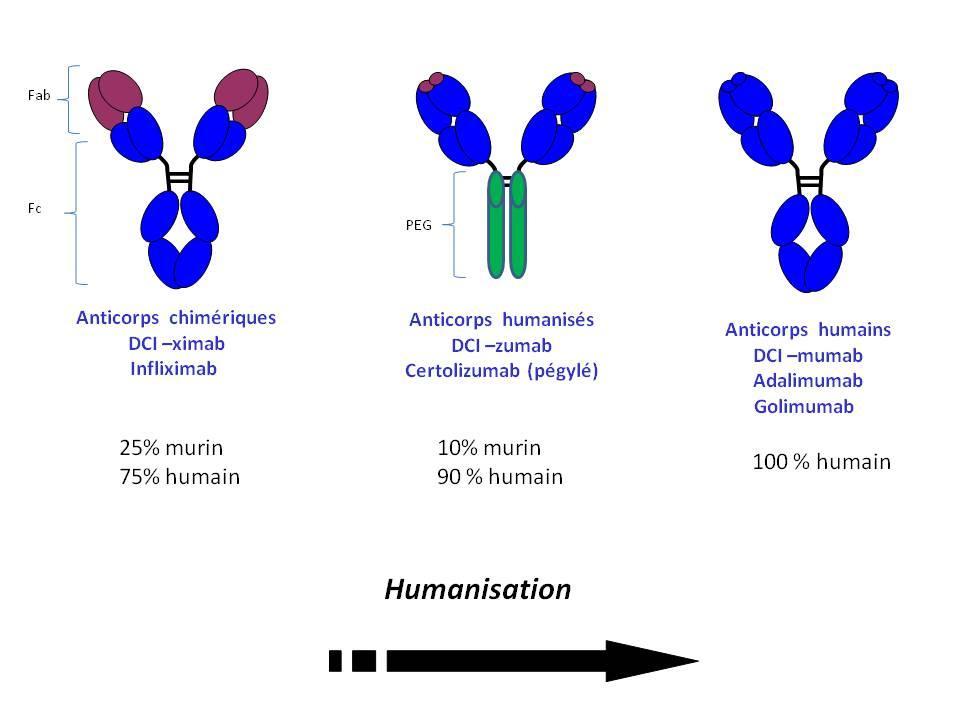 Fab
Fc
PEG
Anticorps chimériques
DCI –ximab
Infliximab
25% murin
75% humain
Anticorps humanisés
DCI –zumab
Certolizumab (pégylé)
10% murin
90 % humain
Anticorps humains
DCI –mumab
Adalimumab
Golimumab
100 % humain
Humanisation